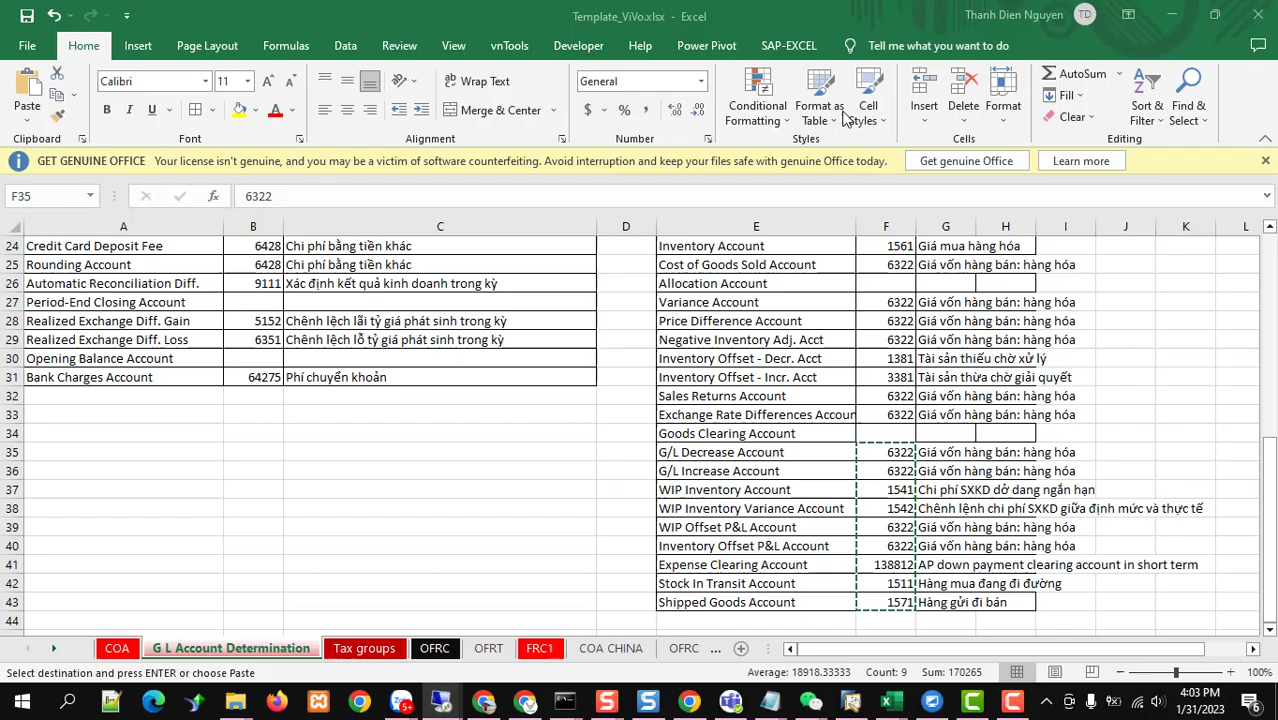 Template_ViVo.xlsx - Excel
Thanh Dien Nguyen TD
File Home Insert Page Layout Formulas Data Review View vnTools Developer Help Power Pivot SAP-EXCEL Tell me what you want to do
Paste
Clipboard
Calibri 11
B I U
Font
Wrap Text
Merge & Center
Alignment
General
$ %
Number
Conditional Formatting
Format as Table
Cell Styles
Styles
Insert Delete Format
Cells
AutoSum
Fill
Clear
Sort & Filter
Find & Select
Editing
GET GENUINE OFFICE Your license isn't genuine, and you may be a victim of software counterfeiting. Avoid interruption and keep your files safe with genuine Office today. Get genuine Office Learn more
F35 fx 6322
A B C D E F G H I J K L
24 Credit Card Deposit Fee 6428 Chi phí bằng tiền khác Inventory Account 1561 Giá mua hàng hóa
25 Rounding Account 6428 Chi phí bằng tiền khác Cost of Goods Sold Account 6322 Giá vốn hàng bán: hàng hóa
26 Automatic Reconciliation Diff. 9111 Xác định kết quả kinh doanh trong kỳ Allocation Account
27 Period-End Closing Account Variance Account 6322 Giá vốn hàng bán: hàng hóa
28 Realized Exchange Diff. Gain 5152 Chênh lệch lãi tỷ giá phát sinh trong kỳ Price Difference Account 6322 Giá vốn hàng bán: hàng hóa
29 Realized Exchange Diff. Loss 6351 Chênh lệch lỗ tỷ giá phát sinh trong kỳ Negative Inventory Adj. Acct 6322 Giá vốn hàng bán: hàng hóa
30 Opening Balance Account Inventory Offset - Decr. Acct 1381 Tài sản thiếu chờ xử lý
31 Bank Charges Account 64275 Phí chuyển khoản Inventory Offset - Incr. Acct 3381 Tài sản thừa chờ giải quyết
32 Sales Returns Account 6322 Giá vốn hàng bán: hàng hóa
33 Exchange Rate Differences Accoun 6322 Giá vốn hàng bán: hàng hóa
34 Goods Clearing Account
35 G/L Decrease Account 6322 Giá vốn hàng bán: hàng hóa
36 G/L Increase Account 6322 Giá vốn hàng bán: hàng hóa
37 WIP Inventory Account 1541 Chi phí SXKD dở dang ngắn hạn
38 WIP Inventory Variance Account 1542 Chênh lệnh chi phí SXKD giữa định mức và thực tế
39 WIP Offset P&L Account 6322 Giá vốn hàng bán: hàng hóa
40 Inventory Offset P&L Account 6322 Giá vốn hàng bán: hàng hóa
41 Expense Clearing Account 138812 AP down payment clearing account in short term
42 Stock In Transit Account 1511 Hàng mua đang đi đường
43 Shipped Goods Account 1571 Hàng gửi đi bán
44
COA G L Account Determination Tax groups OFRC OFRT FRC1 COA CHINA OFRC ...
Select destination and press ENTER or choose Paste Average: 18918.33333 Count: 9 Sum: 170265 100%
4:03 PM
1/31/2023
5+
6